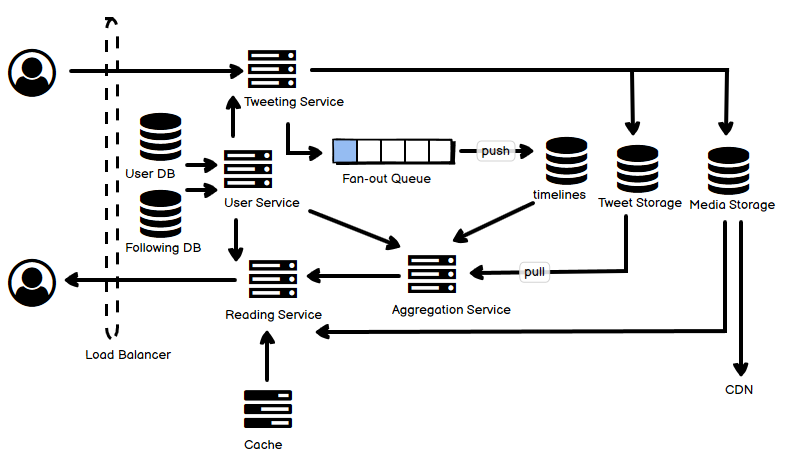 Tweeting Service
User DB
push
Fan-out Queue
timelines
User Service
Tweet Storage
Media Storage
Following DB
pull
Reading Service
Aggregation Service
Load Balancer
CDN
Cache